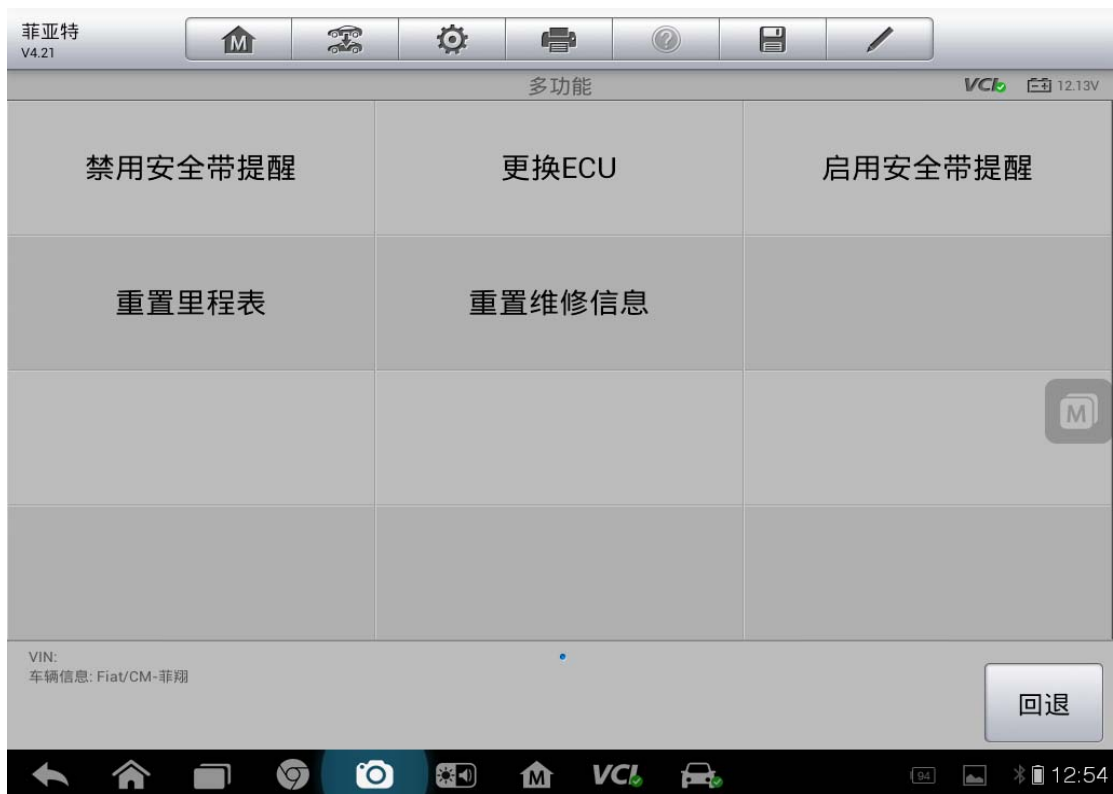 菲亚特
V4.21
M
多功能
VCI 12.13V
禁用安全带提醒
更换ECU
启用安全带提醒
重置里程表
重置维修信息
M
VIN:
车辆信息: Fiat/CM-菲翔
回退
M
VCI
94
12:54